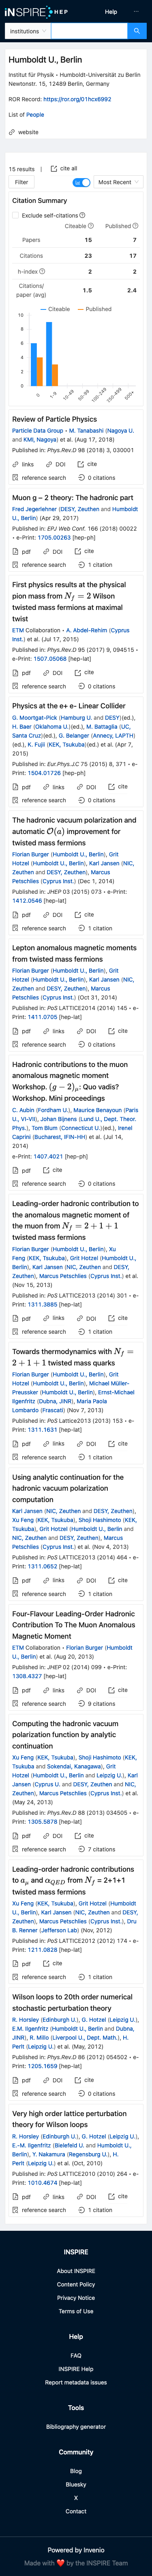 iNSPIRE HEP
Help
institutions
Humboldt U., Berlin
Institut für Physik - Humboldt-Universität zu Berlin
Newtonstr. 15, 12489 Berlin, Germany
ROR Record: https://ror.org/01hcx6992
List of People
website
15 results | cite all
Filter
Most Recent
Citation Summary
Exclude self-citations
Citeable Published
Papers 15 7
Citations 23 17
h-index 2 2
Citations/paper (avg) 1.5 2.4
Citeable Published
10
8
6
4
2
0
0 1-9 10-49 50-99 100-249 250-499 500+
Review of Particle Physics
Particle Data Group • M. Tanabashi (Nagoya U. and KMI, Nagoya) et al. (Aug 17, 2018)
Published in: Phys.Rev.D 98 (2018) 3, 030001
links DOI cite
reference search 0 citations
Muon g − 2 theory: The hadronic part
Fred Jegerlehner (DESY, Zeuthen and Humboldt U., Berlin) (Apr 29, 2017)
Published in: EPJ Web Conf. 166 (2018) 00022 • e-Print: 1705.00263 [hep-ph]
pdf DOI cite
reference search 1 citation
First physics results at the physical pion mass from N_f = 2 Wilson twisted mass fermions at maximal twist
ETM Collaboration • A. Abdel-Rehim (Cyprus Inst.) et al. (Jul 17, 2015)
Published in: Phys.Rev.D 95 (2017) 9, 094515 • e-Print: 1507.05068 [hep-lat]
pdf DOI cite
reference search 0 citations
Physics at the e+ e- Linear Collider
G. Moortgat-Pick (Hamburg U. and DESY)(ed.), H. Baer (Oklahoma U.)(ed.), M. Battaglia (UC, Santa Cruz)(ed.), G. Belanger (Annecy, LAPTH)(ed.), K. Fujii (KEK, Tsukuba)(ed.) et al. (Apr 7, 2015)
Published in: Eur.Phys.J.C 75 (2015) 8, 371 • e-Print: 1504.01726 [hep-ph]
pdf links DOI cite
reference search 0 citations
The hadronic vacuum polarization and automatic O(a) improvement for twisted mass fermions
Florian Burger (Humboldt U., Berlin), Grit Hotzel (Humboldt U., Berlin), Karl Jansen (NIC, Zeuthen and DESY, Zeuthen), Marcus Petschlies (Cyprus Inst.) (Dec 1, 2014)
Published in: JHEP 03 (2015) 073 • e-Print: 1412.0546 [hep-lat]
pdf DOI cite
reference search 1 citation
Lepton anomalous magnetic moments from twisted mass fermions
Florian Burger (Humboldt U., Berlin), Grit Hotzel (Humboldt U., Berlin), Karl Jansen (NIC, Zeuthen and DESY, Zeuthen), Marcus Petschlies (Cyprus Inst.) (Oct 31, 2014)
Published in: PoS LATTICE2014 (2014) 145 • e-Print: 1411.0705 [hep-lat]
pdf links DOI cite
reference search 0 citations
Hadronic contributions to the muon anomalous magnetic moment Workshop. (g − 2)_μ: Quo vadis? Workshop. Mini proceedings
C. Aubin (Fordham U.), Maurice Benayoun (Paris U., VI-VII), Johan Bijnens (Lund U., Dept. Theor. Phys.), Tom Blum (Connecticut U.)(ed.), Irenel Caprini (Bucharest, IFIN-HH) et al. (Jul 14, 2014)
e-Print: 1407.4021 [hep-ph]
pdf cite
reference search 0 citations
Leading-order hadronic contributions to the anomalous magnetic moment of the muon from N_f = 2 + 1 + 1 twisted mass fermions
Florian Burger (Humboldt U., Berlin), Xu Feng (KEK, Tsukuba), Grit Hotzel (Humboldt U., Berlin), Karl Jansen (NIC, Zeuthen and DESY, Zeuthen), Marcus Petschlies (Cyprus Inst.) (Nov 15, 2013)
Published in: PoS LATTICE2013 (2014) 301 • e-Print: 1311.3885 [hep-lat]
pdf links DOI cite
reference search 1 citation
Towards thermodynamics with N_f = 2 + 1 + 1 twisted mass quarks
Florian Burger (Humboldt U., Berlin), Grit Hotzel (Humboldt U., Berlin), Michael Müller-Preussker (Humboldt U., Berlin), Ernst-Michael Ilgenfritz (Dubna, JINR), Maria Paola Lombardo (Frascati) (Nov 7, 2013)
Published in: PoS Lattice2013 (2013) 153 • e-Print: 1311.1631 [hep-lat]
pdf links DOI cite
reference search 1 citation
Using analytic continuation for the hadronic vacuum polarization computation
Karl Jansen (NIC, Zeuthen and DESY, Zeuthen), Xu Feng (KEK, Tsukuba), Shoji Hashimoto (KEK, Tsukuba), Grit Hotzel (Humboldt U., Berlin and NIC, Zeuthen and DESY, Zeuthen), Marcus Petschlies (Cyprus Inst.) et al. (Nov 4, 2013)
Published in: PoS LATTICE2013 (2014) 464 • e-Print: 1311.0652 [hep-lat]
pdf links DOI cite
reference search 1 citation
Four-Flavour Leading-Order Hadronic Contribution To The Muon Anomalous Magnetic Moment
ETM Collaboration • Florian Burger (Humboldt U., Berlin) et al. (Aug 20, 2013)
Published in: JHEP 02 (2014) 099 • e-Print: 1308.4327 [hep-lat]
pdf links DOI cite
reference search 9 citations
Computing the hadronic vacuum polarization function by analytic continuation
Xu Feng (KEK, Tsukuba), Shoji Hashimoto (KEK, Tsukuba and Sokendai, Kanagawa), Grit Hotzel (Humboldt U., Berlin and Leipzig U.), Karl Jansen (Cyprus U. and DESY, Zeuthen and NIC, Zeuthen), Marcus Petschlies (Cyprus Inst.) et al. (May 24, 2013)
Published in: Phys.Rev.D 88 (2013) 034505 • e-Print: 1305.5878 [hep-lat]
pdf DOI cite
reference search 7 citations
Leading-order hadronic contributions to a_μ and α_QED from N_f = 2+1+1 twisted mass fermions
Xu Feng (KEK, Tsukuba), Grit Hotzel (Humboldt U., Berlin), Karl Jansen (NIC, Zeuthen and DESY, Zeuthen), Marcus Petschlies (Cyprus Inst.), Dru B. Renner (Jefferson Lab) (Nov, 2012)
Published in: PoS LATTICE2012 (2012) 174 • e-Print: 1211.0828 [hep-lat]
pdf cite
reference search 1 citation
Wilson loops to 20th order numerical stochastic perturbation theory
R. Horsley (Edinburgh U.), G. Hotzel (Leipzig U.), E.M. Ilgenfritz (Humboldt U., Berlin and Dubna, JINR), R. Millo (Liverpool U., Dept. Math.), H. Perlt (Leipzig U.) et al. (May, 2012)
Published in: Phys.Rev.D 86 (2012) 054502 • e-Print: 1205.1659 [hep-lat]
pdf DOI cite
reference search 0 citations
Very high order lattice perturbation theory for Wilson loops
R. Horsley (Edinburgh U.), G. Hotzel (Leipzig U.), E.-M. Ilgenfritz (Bielefeld U. and Humboldt U., Berlin), Y. Nakamura (Regensburg U.), H. Perlt (Leipzig U.) et al. (Oct, 2010)
Published in: PoS LATTICE2010 (2010) 264 • e-Print: 1010.4674 [hep-lat]
pdf links DOI cite
reference search 1 citation
INSPIRE
About INSPIRE
Content Policy
Privacy Notice
Terms of Use
Help
FAQ
INSPIRE Help
Report metadata issues
Tools
Bibliography generator
Community
Blog
Bluesky
X
Contact
Powered by Invenio
Made with ❤️ by the INSPIRE Team